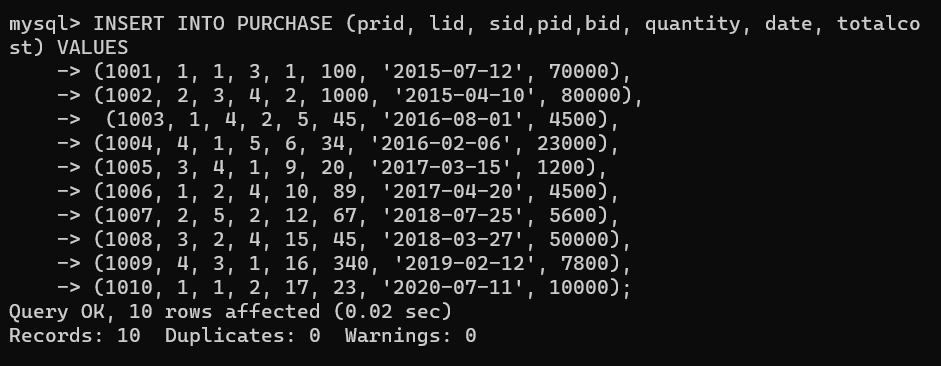 mysql> INSERT INTO PURCHASE (prid, lid, sid,pid,bid, quantity, date, totalco
st) VALUES
    -> (1001, 1, 1, 3, 1, 100, '2015-07-12', 70000),
    -> (1002, 2, 3, 4, 2, 1000, '2015-04-10', 80000),
    ->  (1003, 1, 4, 2, 5, 45, '2016-08-01', 4500),
    -> (1004, 4, 1, 5, 6, 34, '2016-02-06', 23000),
    -> (1005, 3, 4, 1, 9, 20, '2017-03-15', 1200),
    -> (1006, 1, 2, 4, 10, 89, '2017-04-20', 4500),
    -> (1007, 2, 5, 2, 12, 67, '2018-07-25', 5600),
    -> (1008, 3, 2, 4, 15, 45, '2018-03-27', 50000),
    -> (1009, 4, 3, 1, 16, 340, '2019-02-12', 7800),
    -> (1010, 1, 1, 2, 17, 23, '2020-07-11', 10000);
Query OK, 10 rows affected (0.02 sec)
Records: 10  Duplicates: 0  Warnings: 0